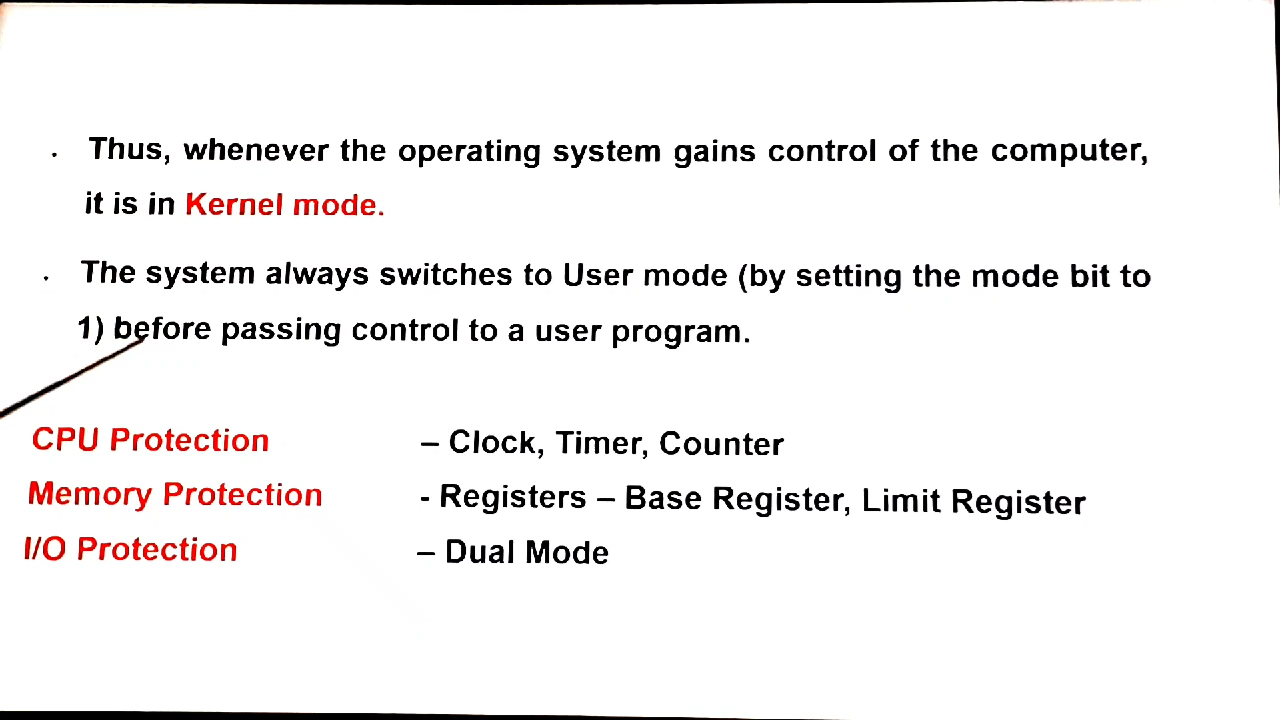 . Thus, whenever the operating system gains control of the computer,
it is in Kernel mode.
. The system always switches to User mode (by setting the mode bit to
1) before passing control to a user program.
CPU Protection – Clock, Timer, Counter
Memory Protection - Registers – Base Register, Limit Register
I/O Protection – Dual Mode